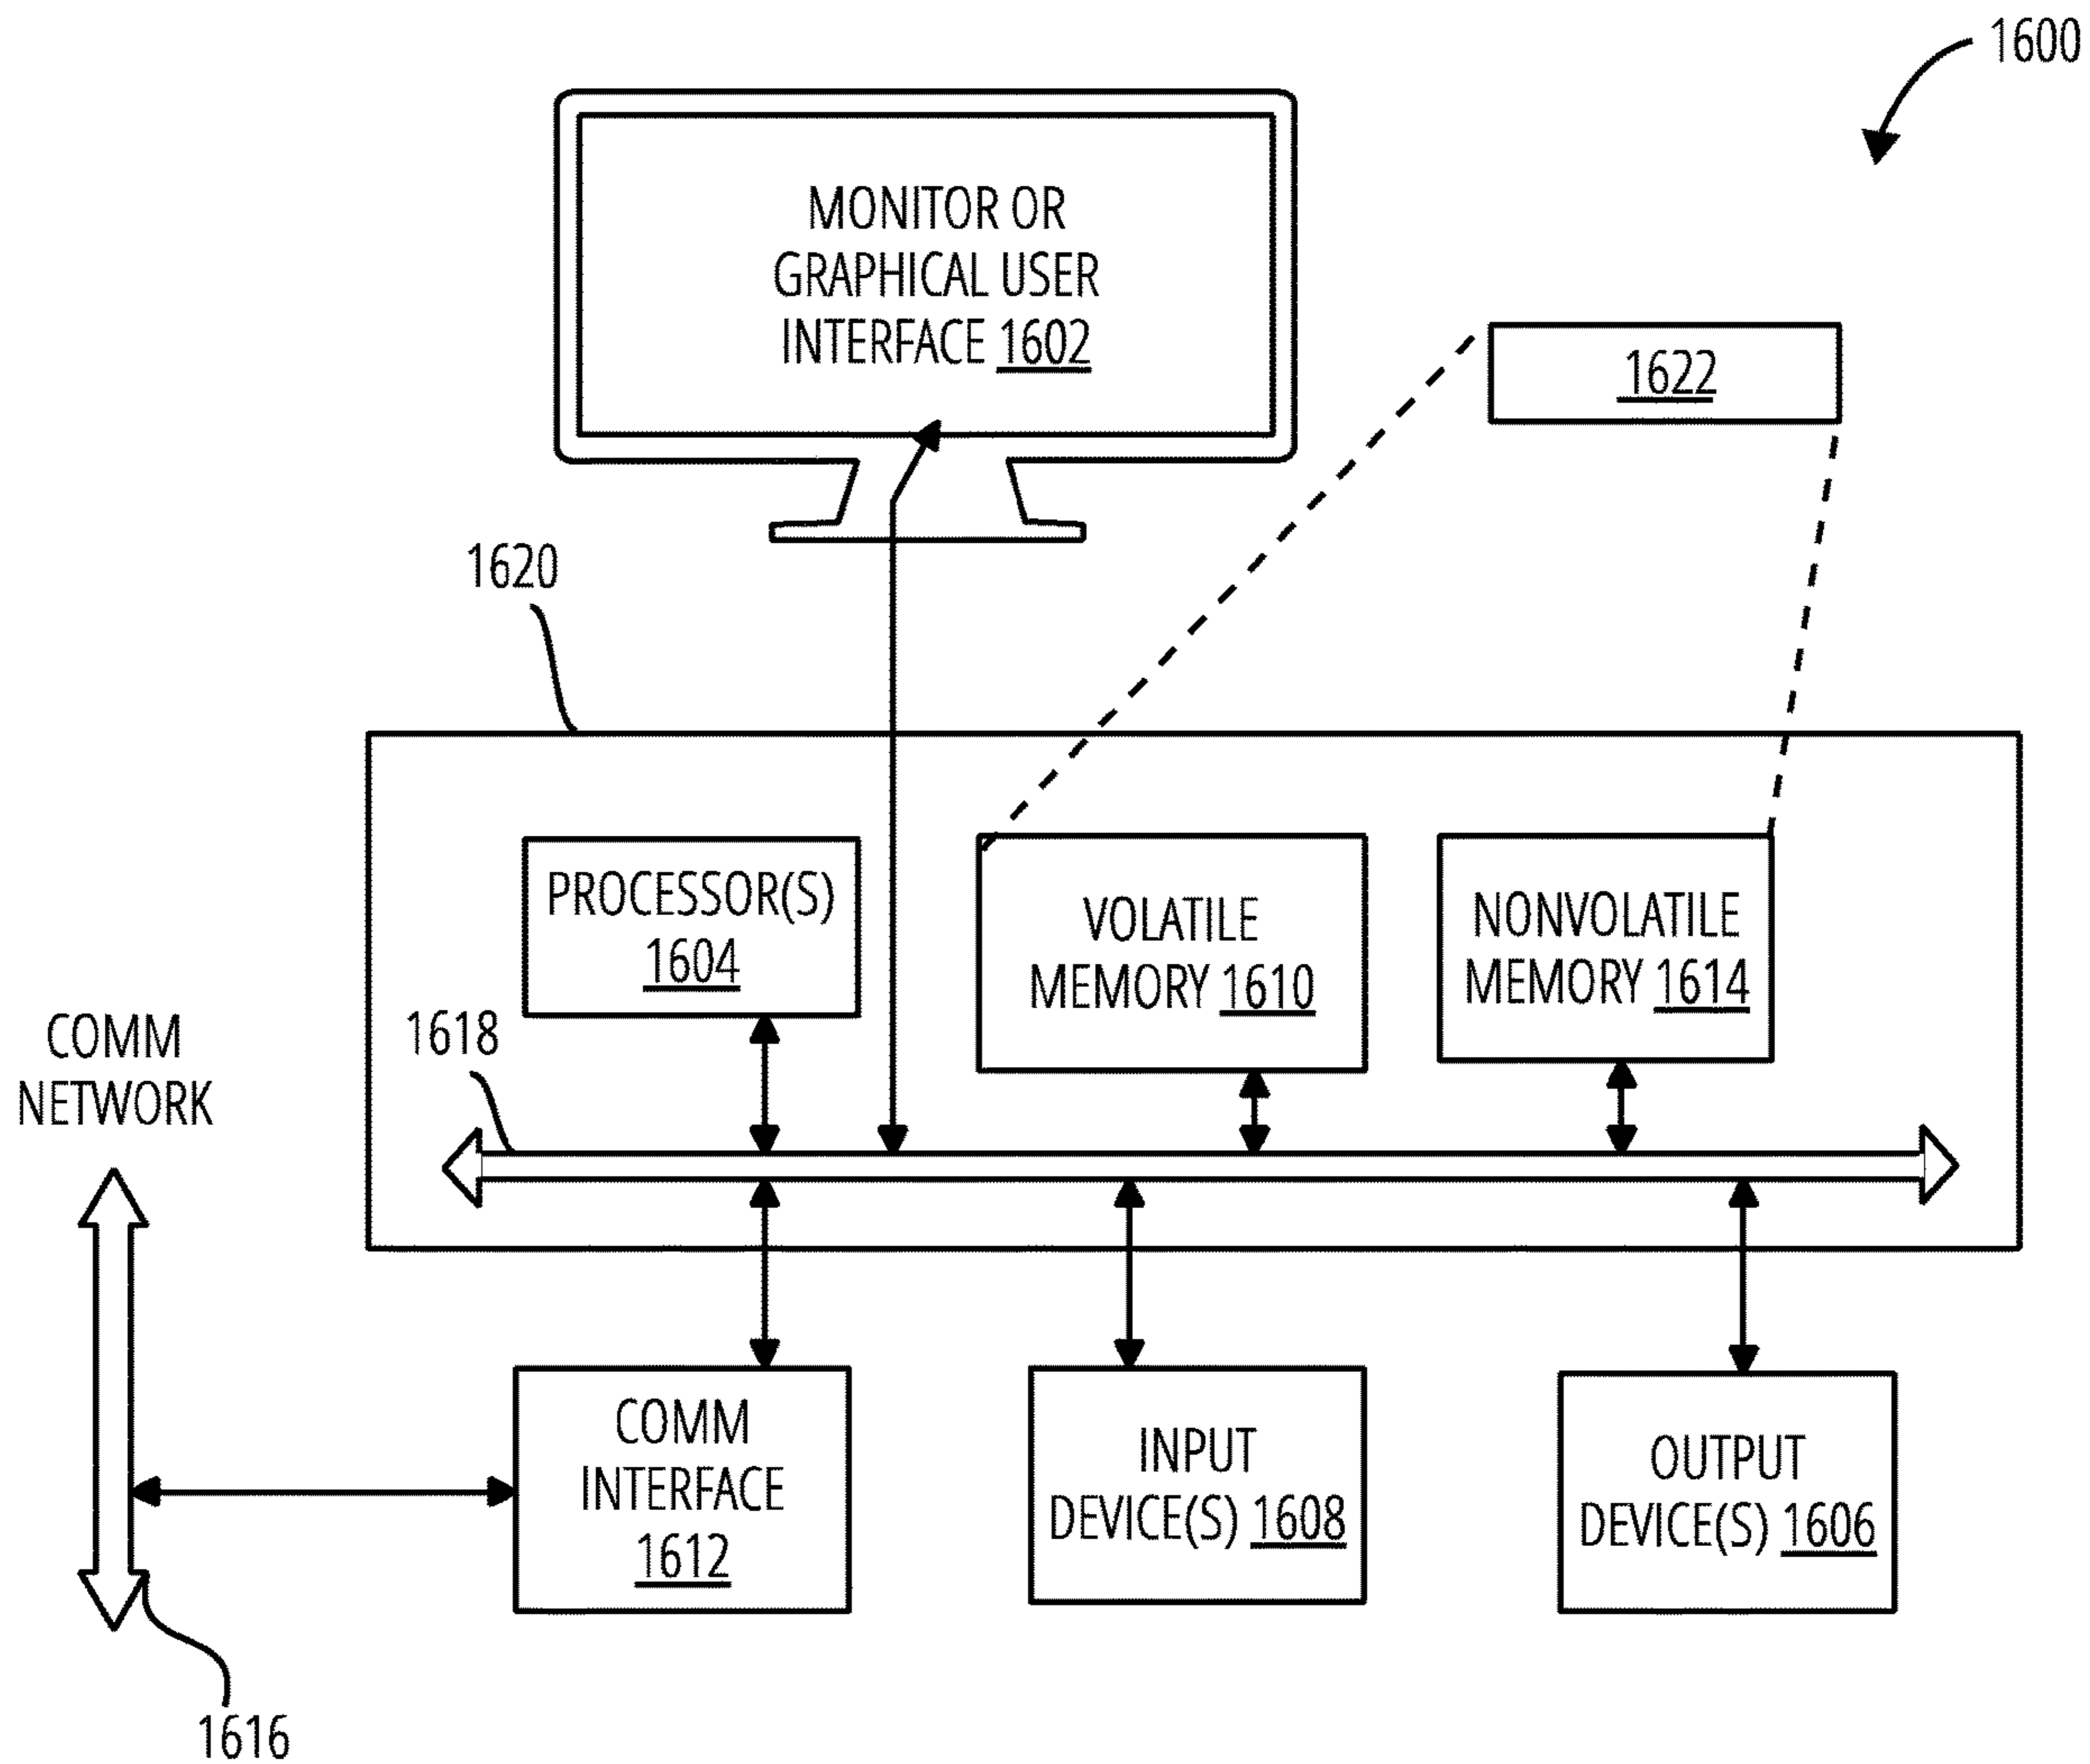 1600
MONITOR OR
GRAPHICAL USER
INTERFACE 1602
1622
1620
PROCESSOR(S)
1604
VOLATILE
MEMORY 1610
NONVOLATILE
MEMORY 1614
1618
COMM
NETWORK
COMM
INTERFACE
1612
INPUT
DEVICE(S) 1608
OUTPUT
DEVICE(S) 1606
1616